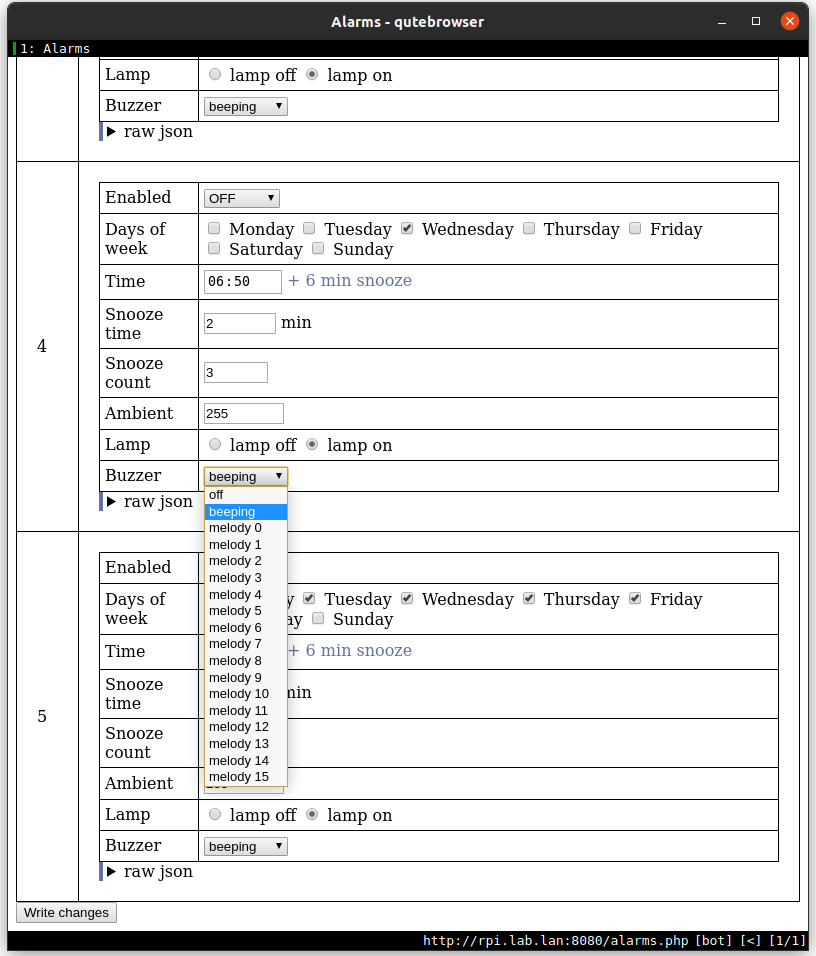 Alarms - qutebrowser
1: Alarms
Lamp lamp off lamp on
Buzzer beeping
raw json
4
Enabled OFF
Days of week Monday Tuesday Wednesday Thursday Friday
Saturday Sunday
Time 06:50 + 6 min snooze
Snooze time 2 min
Snooze count 3
Ambient 255
Lamp lamp off lamp on
Buzzer beeping
raw json
off
beeping
melody 0
melody 1
melody 2
melody 3
melody 4
melody 5
melody 6
melody 7
melody 8
melody 9
melody 10
melody 11
melody 12
melody 13
melody 14
melody 15
5
Enabled
Days of week Tuesday Wednesday Thursday Friday
Sunday
Time + 6 min snooze
Snooze time min
Snooze count
Ambient
Lamp lamp off lamp on
Buzzer beeping
raw json
Write changes
http://rpi.lab.lan:8080/alarms.php [bot] [<] [1/1]